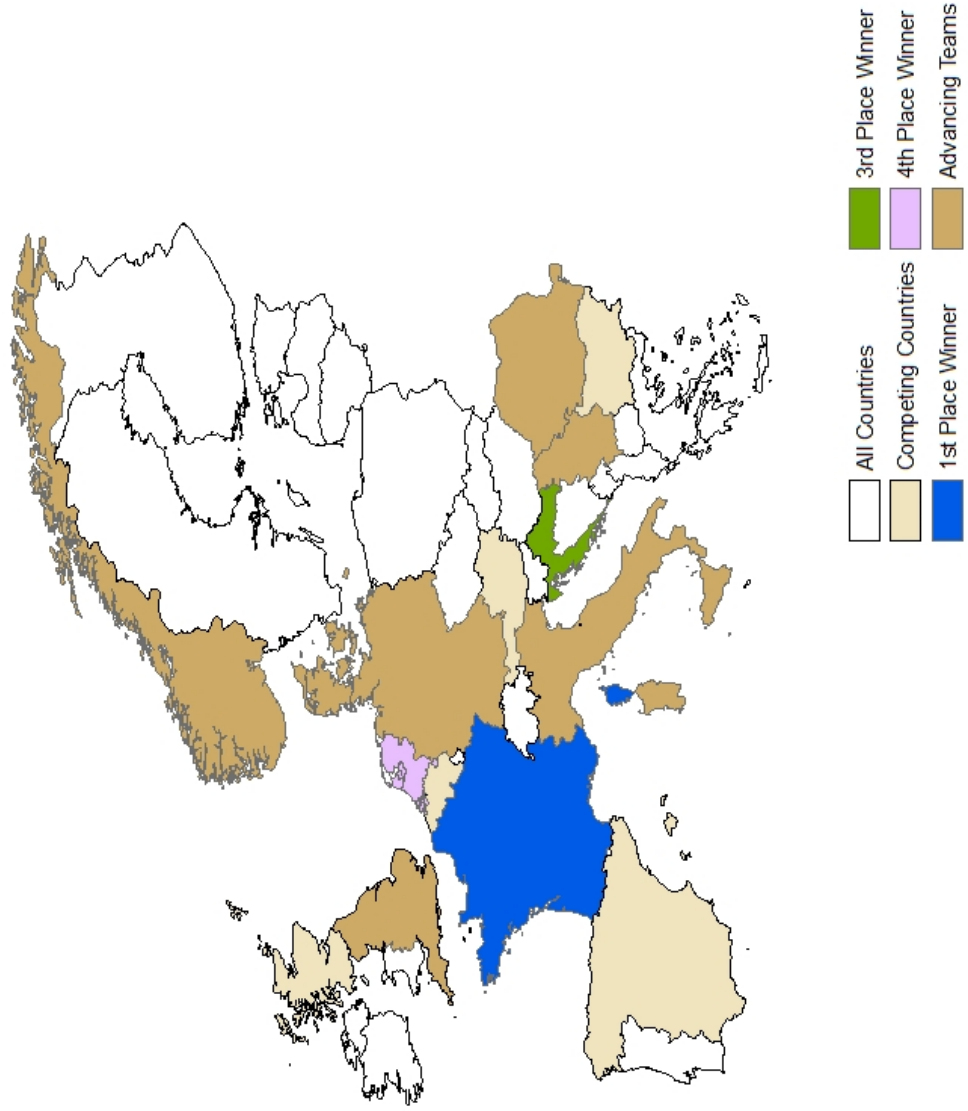 All Countries
Competing Countries
1st Place Winner
3rd Place Winner
4th Place Winner
Advancing Teams